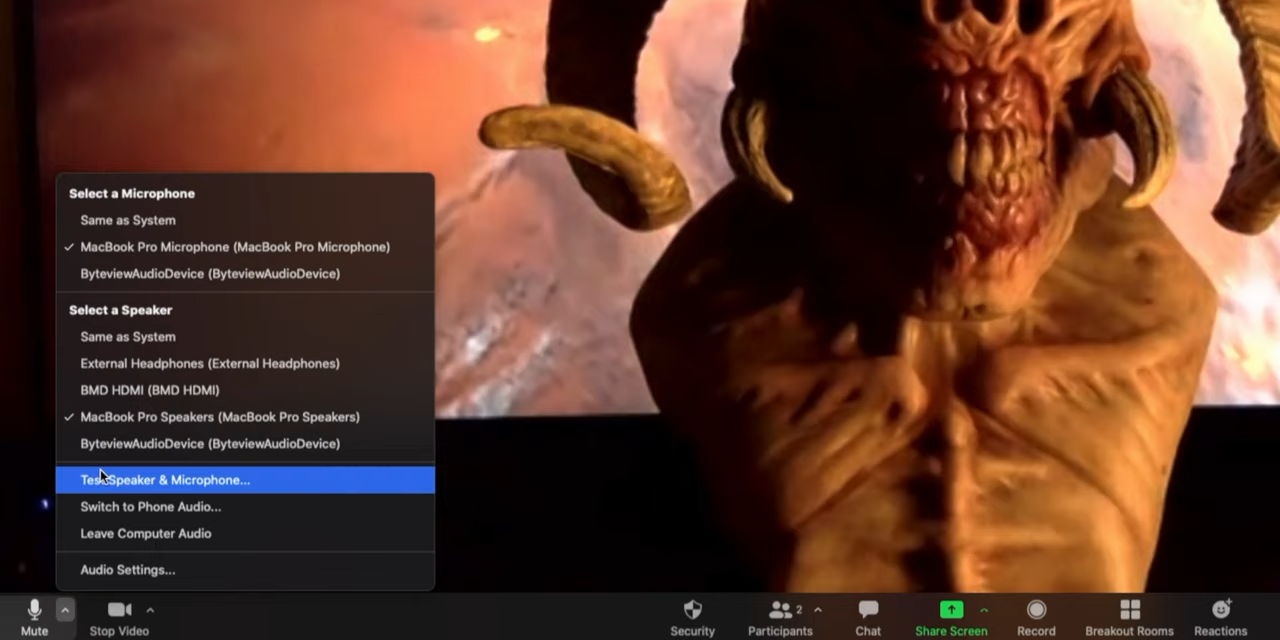 Select a Microphone
Same as System
✓ MacBook Pro Microphone (MacBook Pro Microphone)
ByteviewAudioDevice (ByteviewAudioDevice)
Select a Speaker
Same as System
External Headphones (External Headphones)
BMD HDMI (BMD HDMI)
✓ MacBook Pro Speakers (MacBook Pro Speakers)
ByteviewAudioDevice (ByteviewAudioDevice)
Test Speaker & Microphone...
Switch to Phone Audio...
Leave Computer Audio
Audio Settings...
2
Mute
Stop Video
Security
Participants
Chat
Share Screen
Record
Breakout Rooms
Reactions